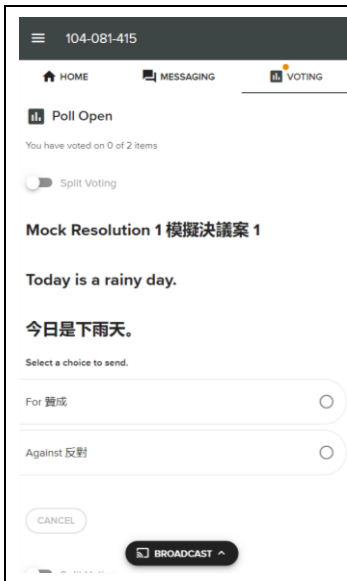 104-081-415
HOME MESSAGING VOTING
Poll Open
You have voted on 0 of 2 items
Split Voting
Mock Resolution 1 模擬決議案 1
Today is a rainy day.
今日是下雨天。
Select a choice to send.
For 贊成
Against 反對
CANCEL
BROADCAST